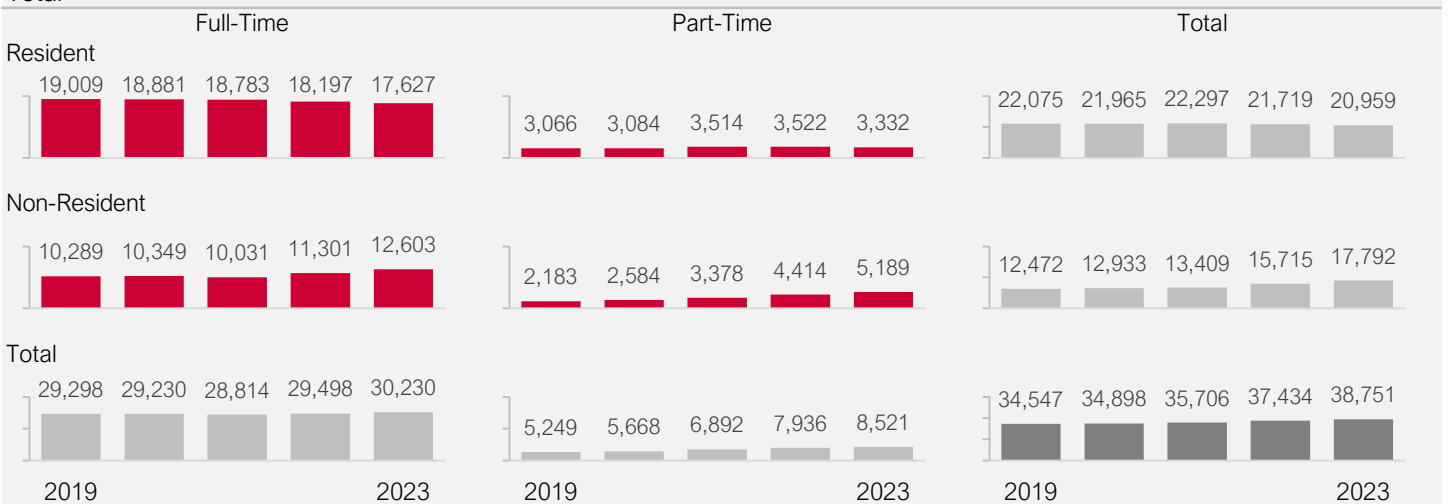 Total
Full-Time Part-Time Total
Resident
19,009 18,881 18,783 18,197 17,627
3,066 3,084 3,514 3,522 3,332
22,075 21,965 22,297 21,719 20,959
Non-Resident
10,289 10,349 10,031 11,301 12,603
2,183 2,584 3,378 4,414 5,189
12,472 12,933 13,409 15,715 17,792
Total
29,298 29,230 28,814 29,498 30,230
5,249 5,668 6,892 7,936 8,521
34,547 34,898 35,706 37,434 38,751
2019 2023 2019 2023 2019 2023